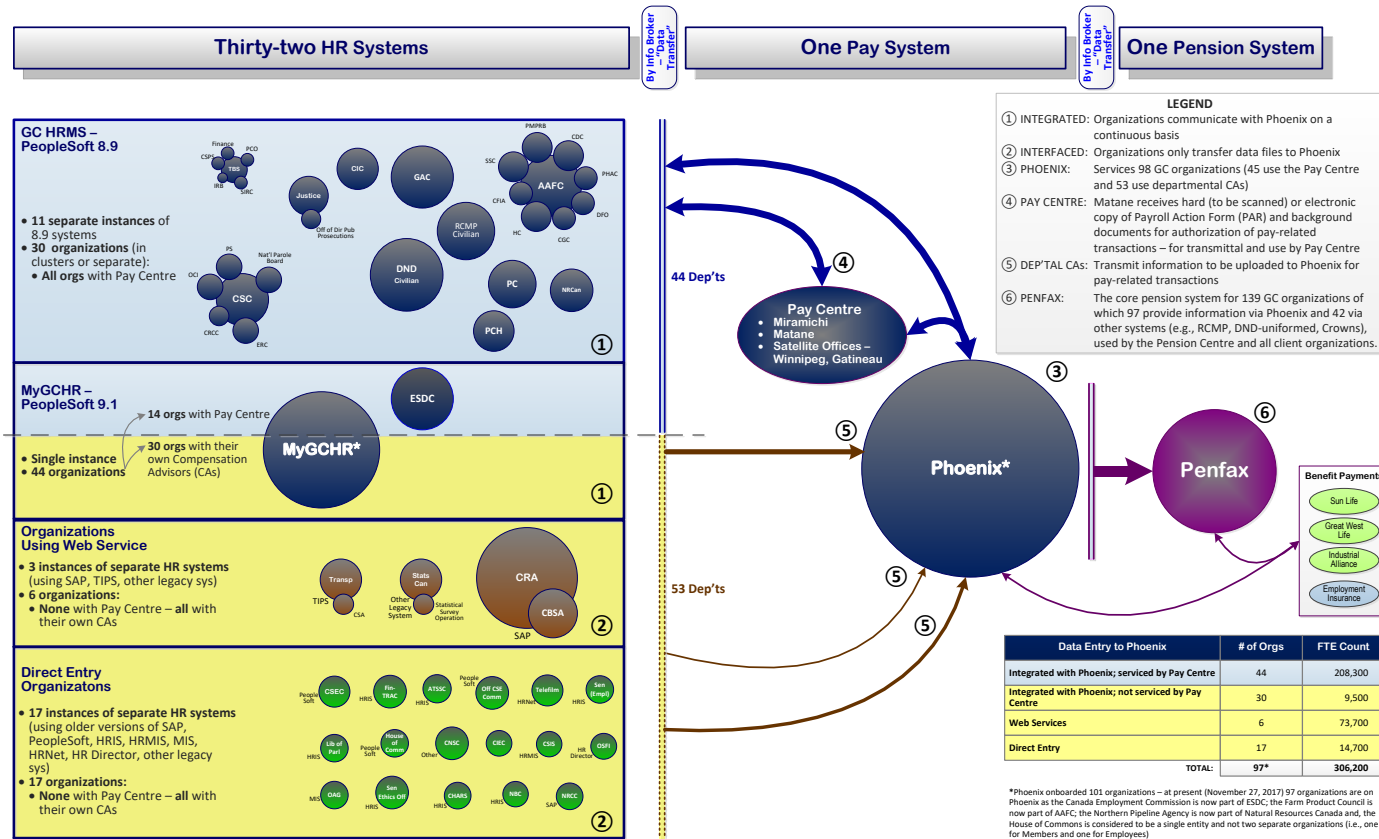 Thirty-two HR Systems
By Info Broker
– "Data
Transfer"
One Pay System
By Info Broker
– "Data
Transfer"
One Pension System
GC HRMS –
PeopleSoft 8.9
• 11 separate instances of
8.9 systems
• 30 organizations (in
clusters or separate):
• All orgs with Pay Centre
Finance
PCO
CSPS
TBS
IRB
SIRC
Justice
Off of Dir Pub
Prosecutions
CIC
GAC
RCMP
Civilian
DND
Civilian
PMPRB
CDC
SSC
PHAC
AAFC
CFIA
DFO
HC
CGC
PS
Nat'l Parole
Board
OCI
CSC
CRCC
ERC
PC
NRCan
PCH
①
MyGCHR –
PeopleSoft 9.1
14 orgs with Pay Centre
30 orgs with their
own Compensation
Advisors (CAs)
• Single instance
• 44 organizations
MyGCHR*
ESDC
①
Organizations
Using Web Service
• 3 instances of separate HR systems
(using SAP, TIPS, other legacy sys)
• 6 organizations:
• None with Pay Centre – all with
their own CAs
Transp
TIPS
CSA
Stats
Can
Other
Legacy
System
Statistical
Survey
Operation
CRA
CBSA
SAP
②
Direct Entry
Organizatons
• 17 instances of separate HR systems
(using older versions of SAP,
PeopleSoft, HRIS, HRMIS, MIS,
HRNet, HR Director, other legacy
sys)
• 17 organizations:
• None with Pay Centre – all with
their own CAs
People
Soft
CSEC
HRIS
Fin-
TRAC
HRIS
ATSSC
People
Soft
Off CSE
Comm
HRNet
Telefilm
HRIS
Sen
(Empl)
HRIS
Lib of
Parl
People
Soft
House
of
Comm
Other
CNSC
CIEC
HRMIS
CSIS
HR
Director
OSFI
MIS
OAG
Sen
Ethics Off
HRIS
CHARS
HRIS
NBC
SAP
NRCC
②
44 Dep'ts
53 Dep'ts
④
Pay Centre
• Miramichi
• Matane
• Satellite Offices –
Winnipeg, Gatineau
③
⑤
Phoenix*
⑤
⑤
⑥
Penfax
LEGEND
① INTEGRATED: Organizations communicate with Phoenix on a
continuous basis
② INTERFACED: Organizations only transfer data files to Phoenix
③ PHOENIX: Services 98 GC organizations (45 use the Pay Centre
and 53 use departmental CAs)
④ PAY CENTRE: Matane receives hard (to be scanned) or electronic
copy of Payroll Action Form (PAR) and background
documents for authorization of pay-related
transactions – for transmittal and use by Pay Centre
⑤ DEP'TAL CAs: Transmit information to be uploaded to Phoenix for
pay-related transactions
⑥ PENFAX: The core pension system for 139 GC organizations of
which 97 provide information via Phoenix and 42 via
other systems (e.g., RCMP, DND-uniformed, Crowns),
used by the Pension Centre and all client organizations.
Benefit Payment
Sun Life
Great West
Life
Industrial
Alliance
Employment
Insurance
Data Entry to Phoenix # of Orgs FTE Count
Integrated with Phoenix; serviced by Pay Centre 44 208,300
Integrated with Phoenix; not serviced by Pay
Centre 30 9,500
Web Services 6 73,700
Direct Entry 17 14,700
TOTAL: 97* 306,200
*Phoenix onboarded 101 organizations – at present (November 27, 2017) 97 organizations are on
Phoenix as the Canada Employment Commission is now part of ESDC; the Farm Product Council is
now part of AAFC; the Northern Pipeline Agency is now part of Natural Resources Canada and, the
House of Commons is considered to be a single entity and not two separate organizations (i.e., one
for Members and one for Employees)